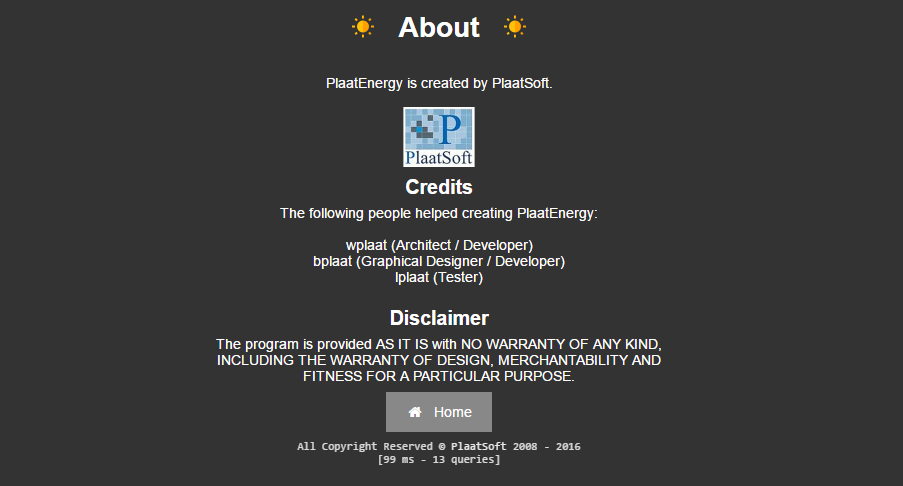 About
PlaatEnergy is created by PlaatSoft.
P
PlaatSoft
Credits
The following people helped creating PlaatEnergy:
wplaat (Architect / Developer)
bplaat (Graphical Designer / Developer)
lplaat (Tester)
Disclaimer
The program is provided AS IT IS with NO WARRANTY OF ANY KIND,
INCLUDING THE WARRANTY OF DESIGN, MERCHANTABILITY AND
FITNESS FOR A PARTICULAR PURPOSE.
Home
All Copyright Reserved © PlaatSoft 2008 - 2016
[99 ms - 13 queries]